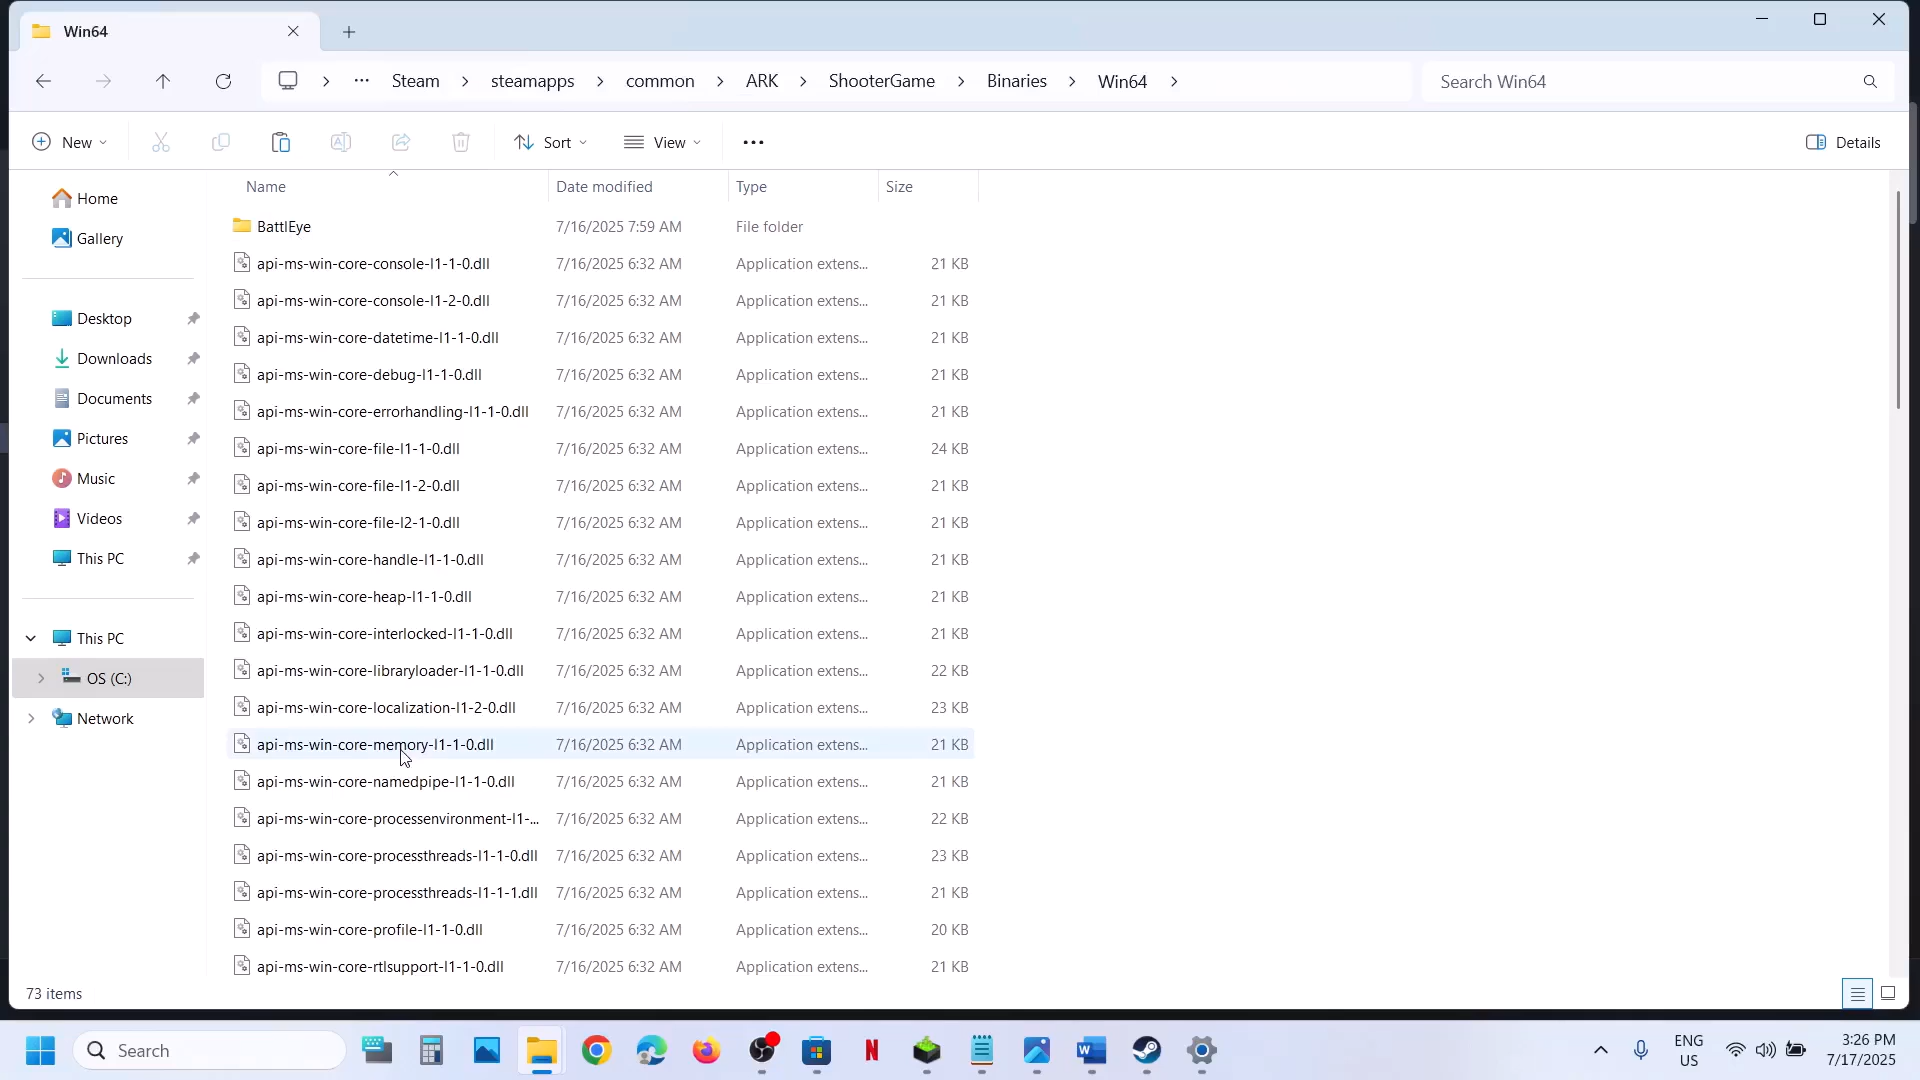 Win64
Steam steamapps common ARK ShooterGame Binaries Win64
Search Win64
New Sort View Details
Name Date modified Type Size
Home
Gallery
Desktop
Downloads
Documents
Pictures
Music
Videos
This PC
This PC
OS (C:)
Network
BattlEye 7/16/2025 7:59 AM File folder
api-ms-win-core-console-l1-1-0.dll 7/16/2025 6:32 AM Application extens... 21 KB
api-ms-win-core-console-l1-2-0.dll 7/16/2025 6:32 AM Application extens... 21 KB
api-ms-win-core-datetime-l1-1-0.dll 7/16/2025 6:32 AM Application extens... 21 KB
api-ms-win-core-debug-l1-1-0.dll 7/16/2025 6:32 AM Application extens... 21 KB
api-ms-win-core-errorhandling-l1-1-0.dll 7/16/2025 6:32 AM Application extens... 21 KB
api-ms-win-core-file-l1-1-0.dll 7/16/2025 6:32 AM Application extens... 24 KB
api-ms-win-core-file-l1-2-0.dll 7/16/2025 6:32 AM Application extens... 21 KB
api-ms-win-core-file-l2-1-0.dll 7/16/2025 6:32 AM Application extens... 21 KB
api-ms-win-core-handle-l1-1-0.dll 7/16/2025 6:32 AM Application extens... 21 KB
api-ms-win-core-heap-l1-1-0.dll 7/16/2025 6:32 AM Application extens... 21 KB
api-ms-win-core-interlocked-l1-1-0.dll 7/16/2025 6:32 AM Application extens... 21 KB
api-ms-win-core-libraryloader-l1-1-0.dll 7/16/2025 6:32 AM Application extens... 22 KB
api-ms-win-core-localization-l1-2-0.dll 7/16/2025 6:32 AM Application extens... 23 KB
api-ms-win-core-memory-l1-1-0.dll 7/16/2025 6:32 AM Application extens... 21 KB
api-ms-win-core-namedpipe-l1-1-0.dll 7/16/2025 6:32 AM Application extens... 21 KB
api-ms-win-core-processenvironment-l1-... 7/16/2025 6:32 AM Application extens... 22 KB
api-ms-win-core-processthreads-l1-1-0.dll 7/16/2025 6:32 AM Application extens... 23 KB
api-ms-win-core-processthreads-l1-1-1.dll 7/16/2025 6:32 AM Application extens... 21 KB
api-ms-win-core-profile-l1-1-0.dll 7/16/2025 6:32 AM Application extens... 20 KB
api-ms-win-core-rtlsupport-l1-1-0.dll 7/16/2025 6:32 AM Application extens... 21 KB
73 items
Search
ENG
US
3:26 PM
7/17/2025